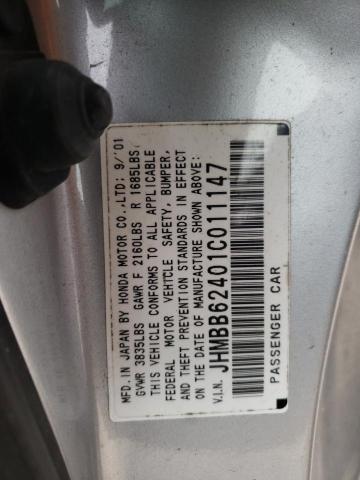 MFD. IN JAPAN BY HONDA MOTOR CO.,LTD: 9/'01
GVWR 3835LBS GAWR F 2160LBS R 1685LBS
THIS VEHICLE CONFORMS TO ALL APPLICABLE
FEDERAL MOTOR VEHICLE SAFETY, BUMPER,
AND THEFT PREVENTION STANDARDS IN EFFECT
ON THE DATE OF MANUFACTURE SHOWN ABOVE:
V.I.N. JHMBB62401C011147
PASSENGER CAR